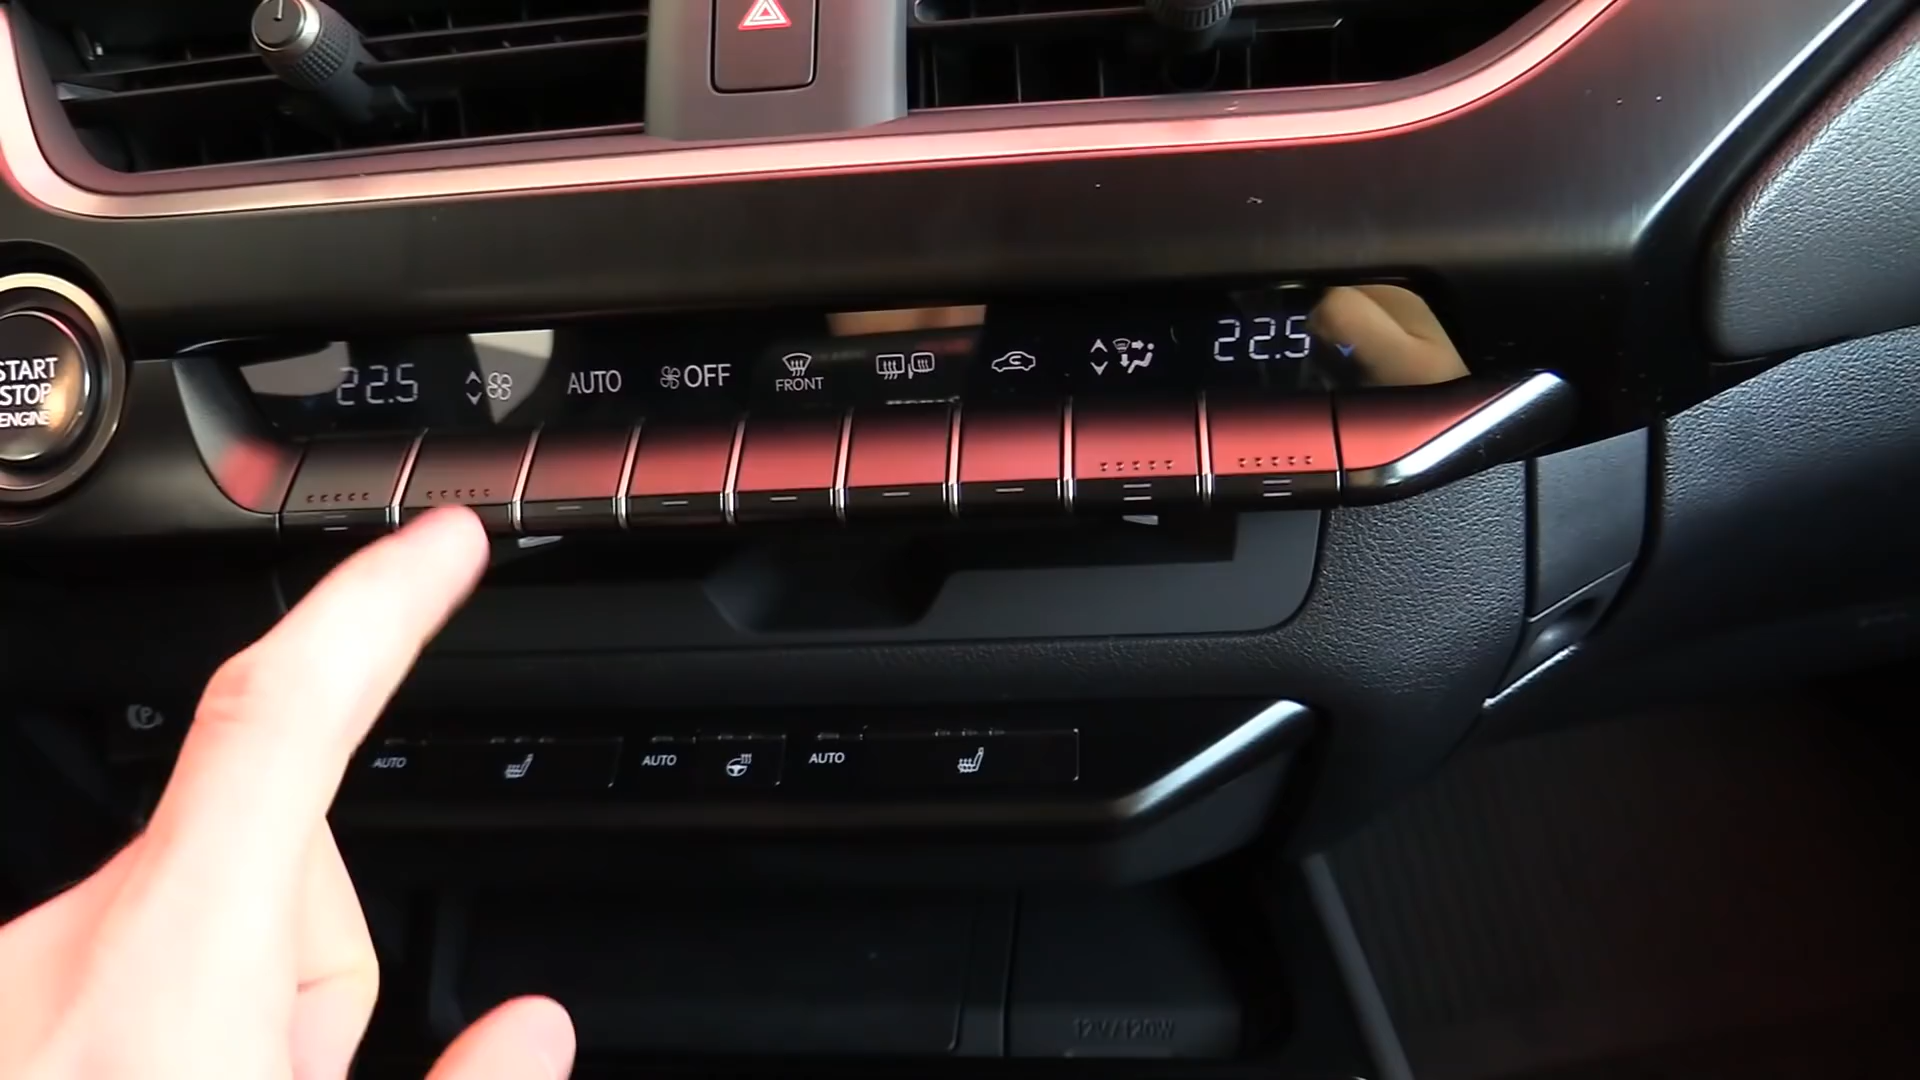 START
STOP
ENGINE
22.5
AUTO
OFF
FRONT
22.5
P
AUTO
AUTO
AUTO
12V/120W